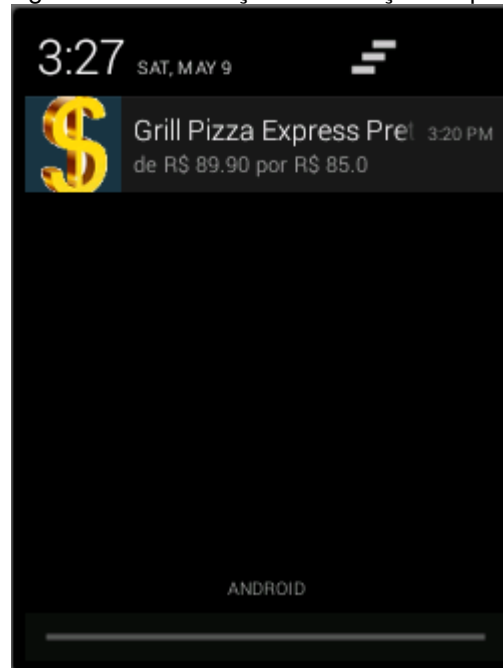 3:27 SAT, MAY 9
Grill Pizza Express Pret 3:20 PM
de R$ 89.90 por R$ 85.0
ANDROID